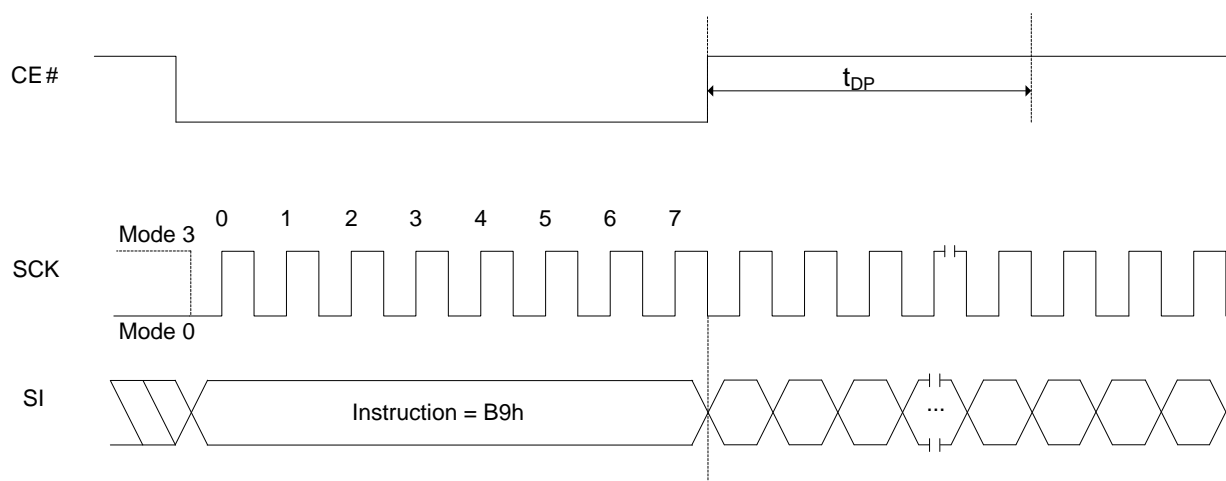 CE#
tDP
0 1 2 3 4 5 6 7
Mode 3
SCK
Mode 0
SI
Instruction = B9h
...